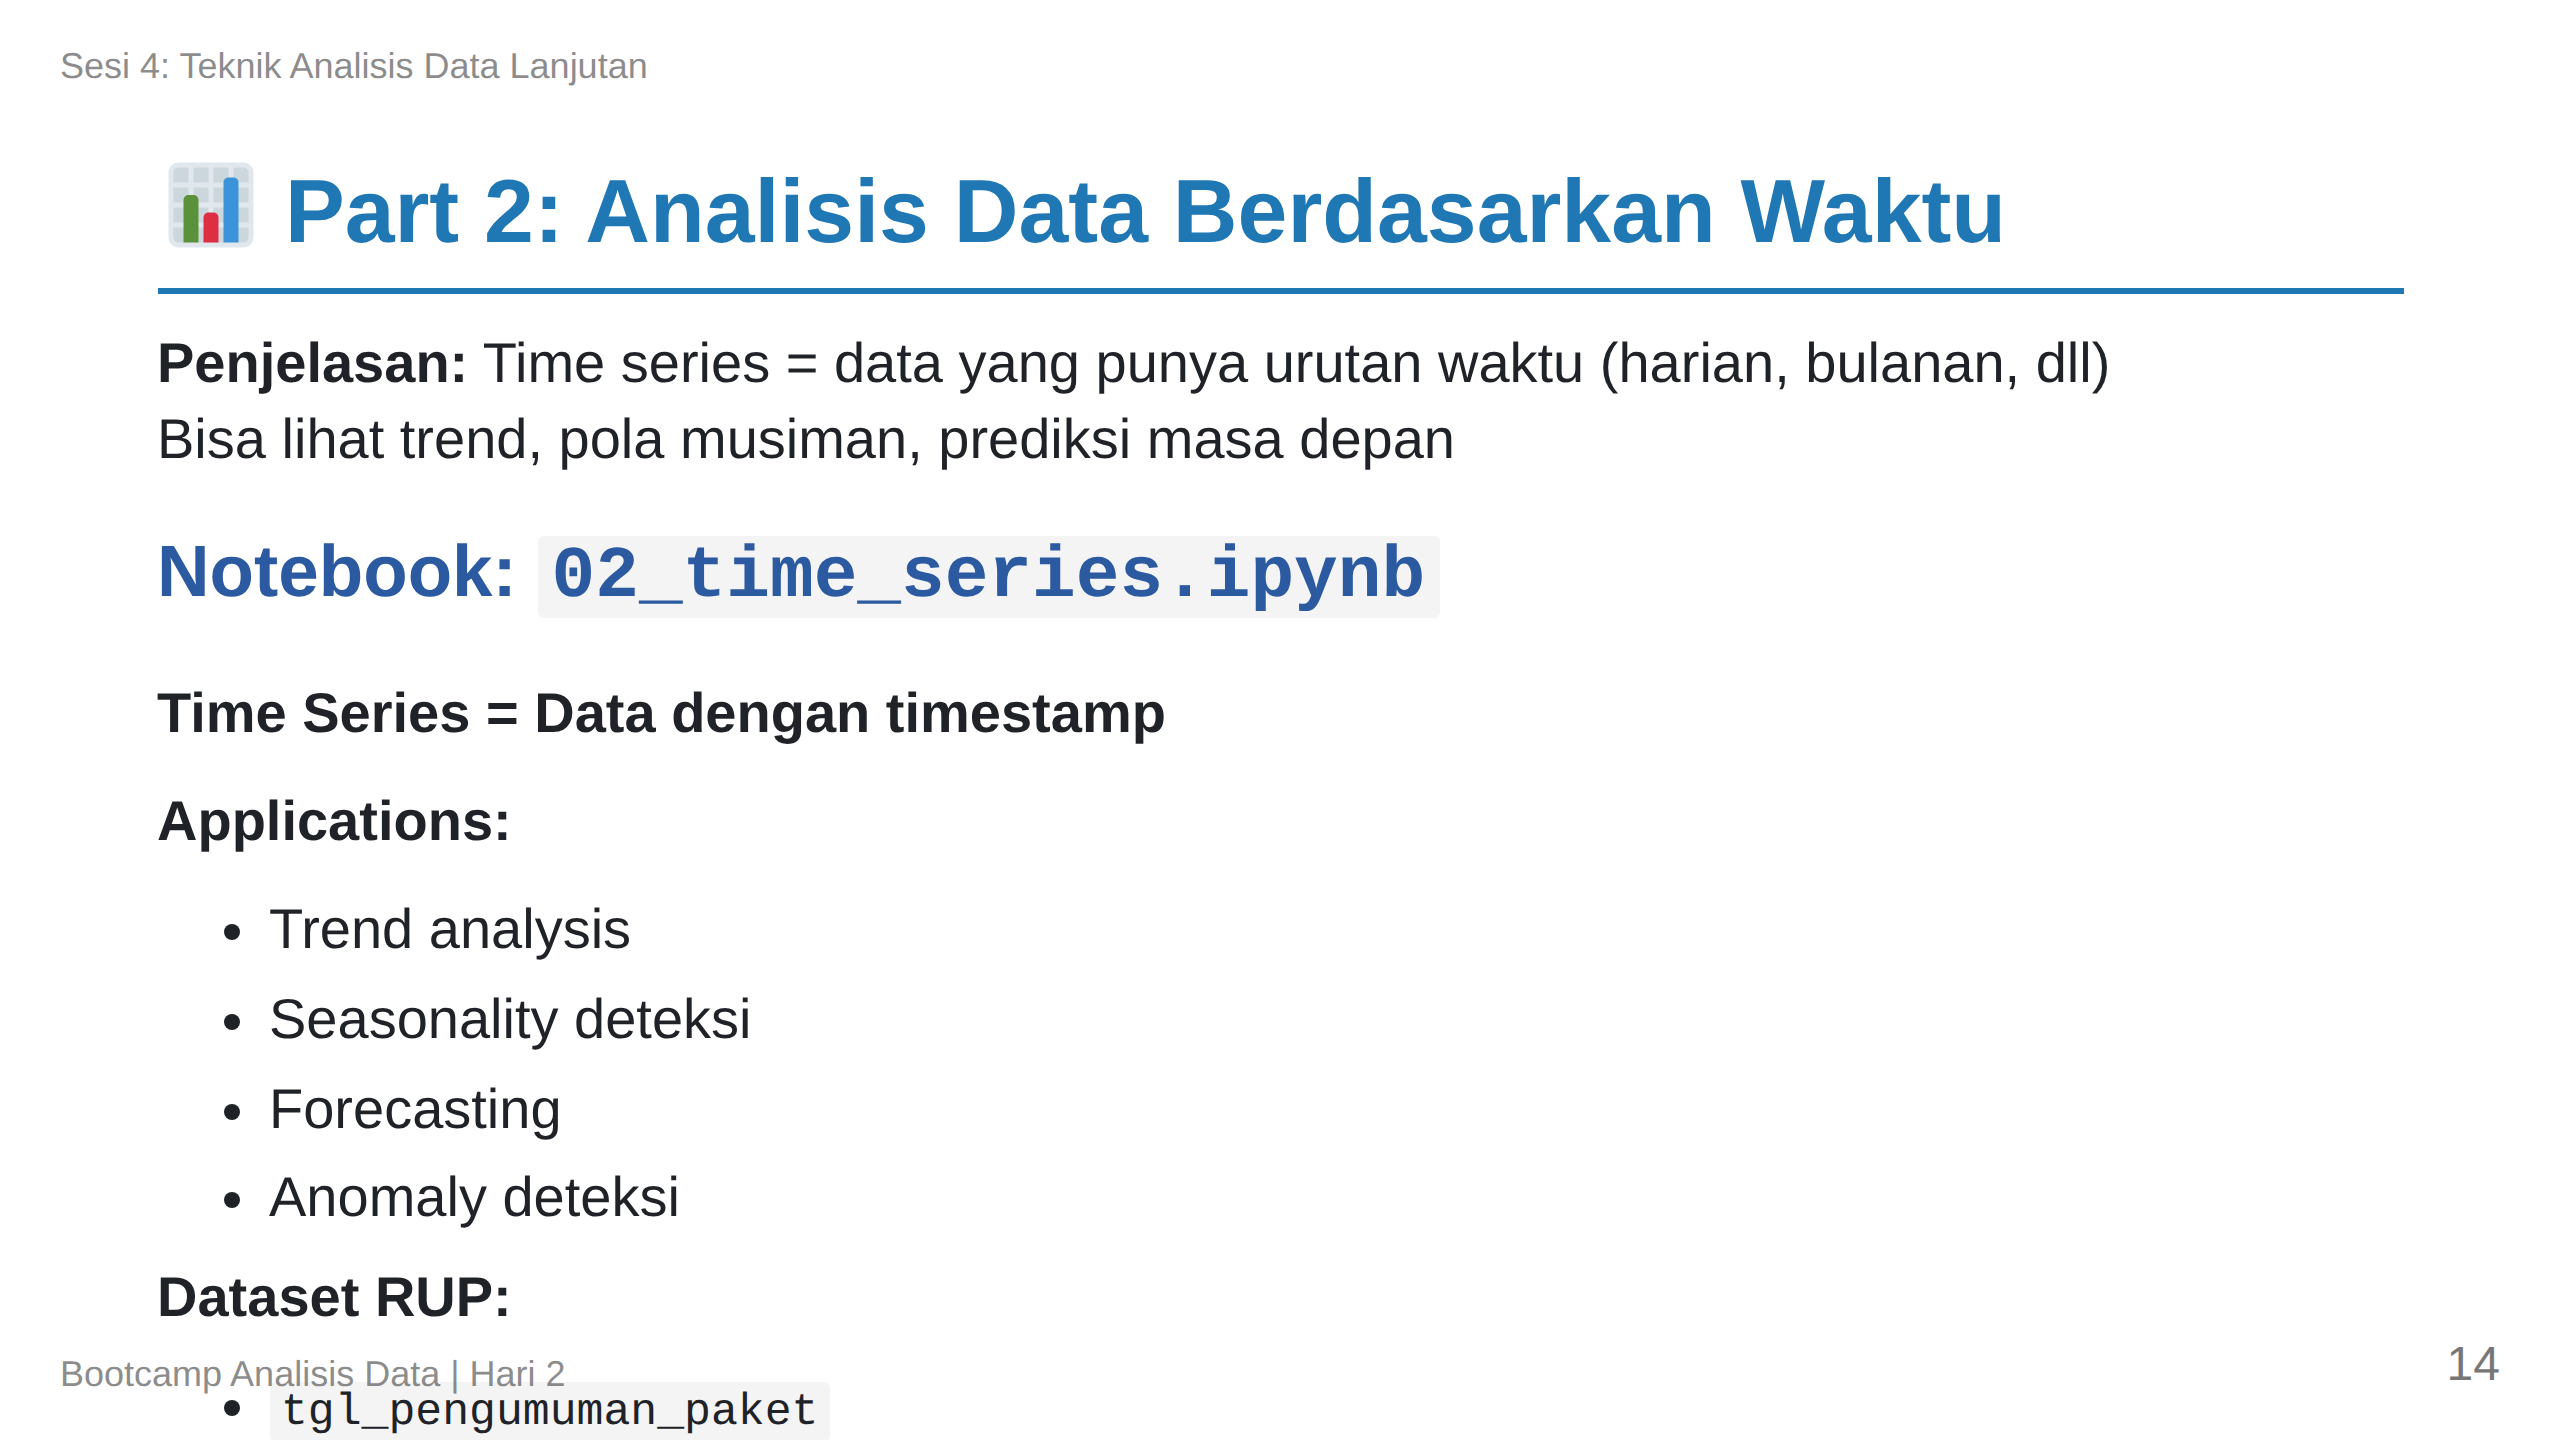 Sesi 4: Teknik Analisis Data Lanjutan
Part 2: Analisis Data Berdasarkan Waktu
Penjelasan: Time series = data yang punya urutan waktu (harian, bulanan, dll)
Bisa lihat trend, pola musiman, prediksi masa depan
Notebook: 02_time_series.ipynb
Time Series = Data dengan timestamp
Applications:
• Trend analysis
• Seasonality deteksi
• Forecasting
• Anomaly deteksi
Dataset RUP:
• tgl_pengumuman_paket
Bootcamp Analisis Data | Hari 2
14